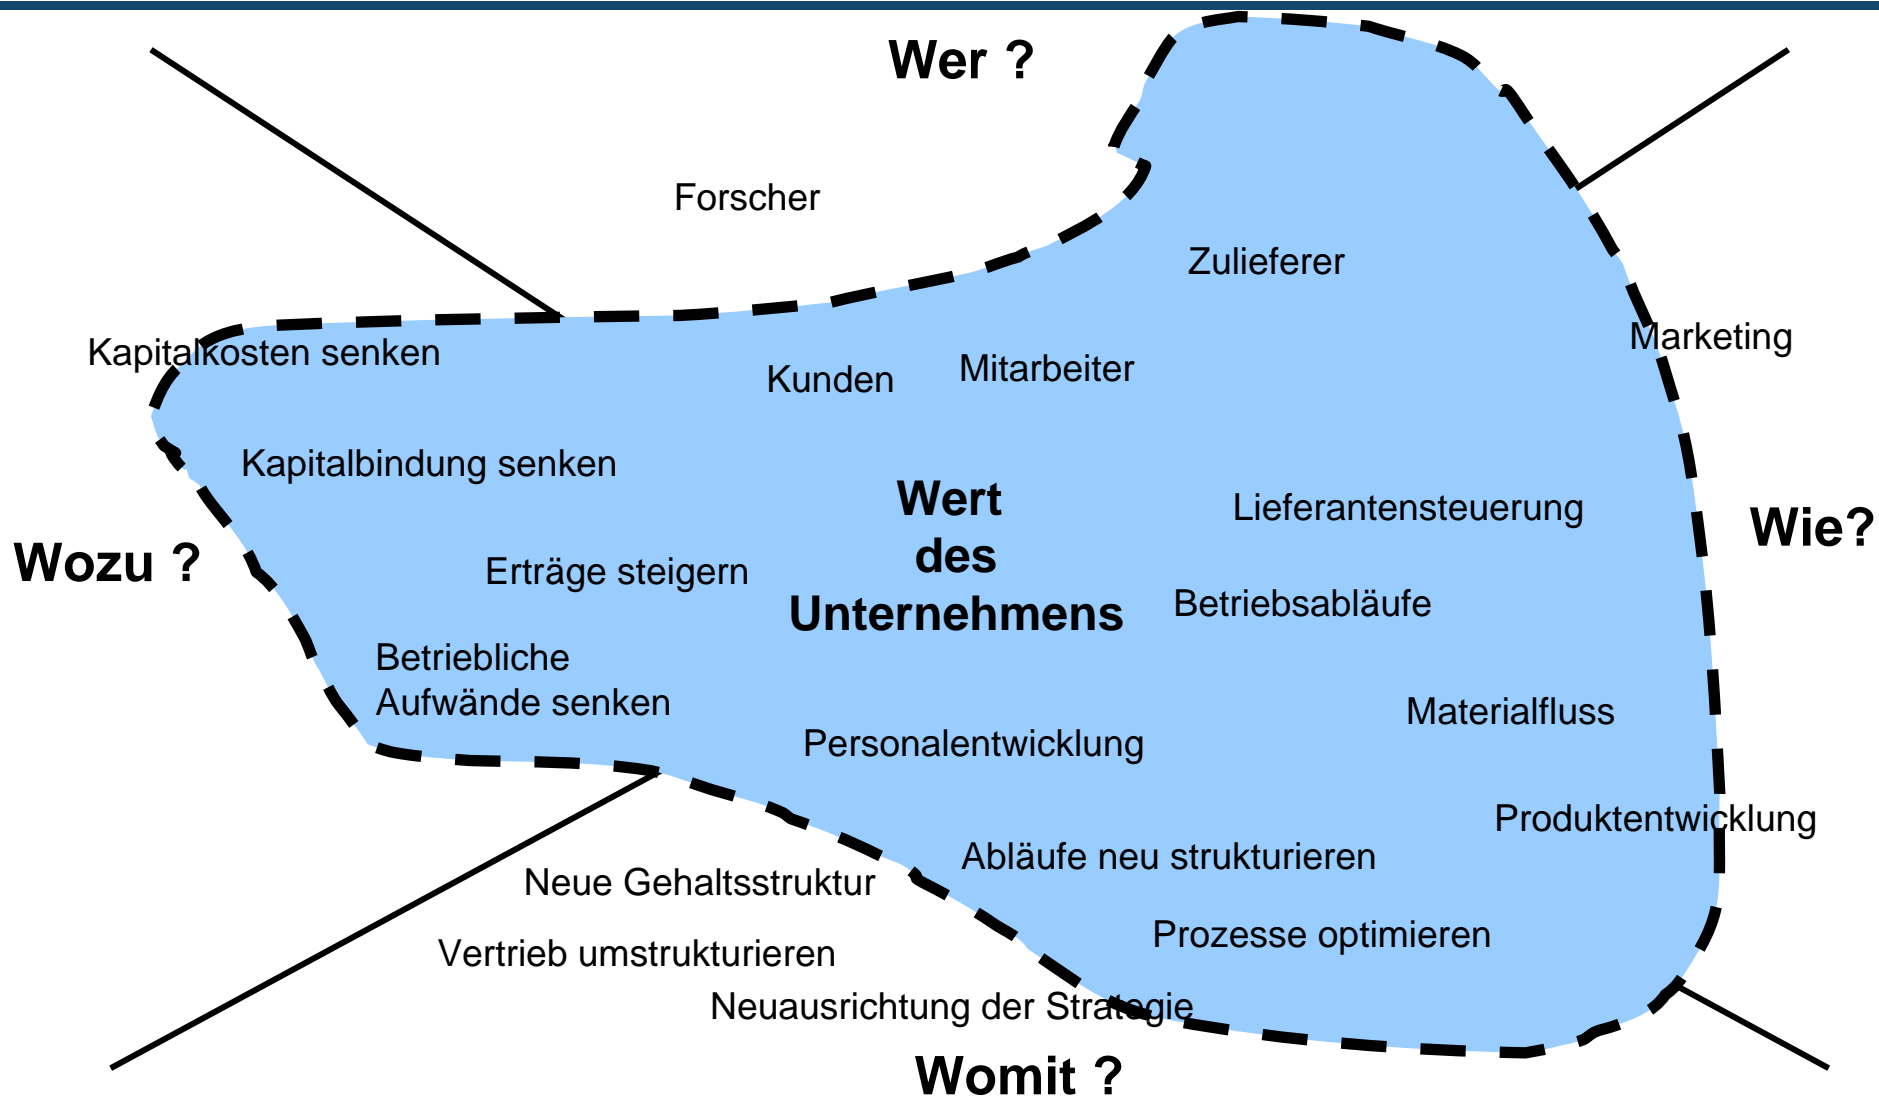 Wer ?
Forscher
Zulieferer
Marketing
Kapitalkosten senken
Kunden
Mitarbeiter
Kapitalbindung senken
Wert
des
Unternehmens
Lieferantensteuerung
Wie?
Wozu ?
Erträge steigern
Betriebsabläufe
Betriebliche
Aufwände senken
Materialfluss
Personalentwicklung
Produktentwicklung
Abläufe neu strukturieren
Neue Gehaltsstruktur
Prozesse optimieren
Vertrieb umstrukturieren
Neuausrichtung der Strategie
Womit ?